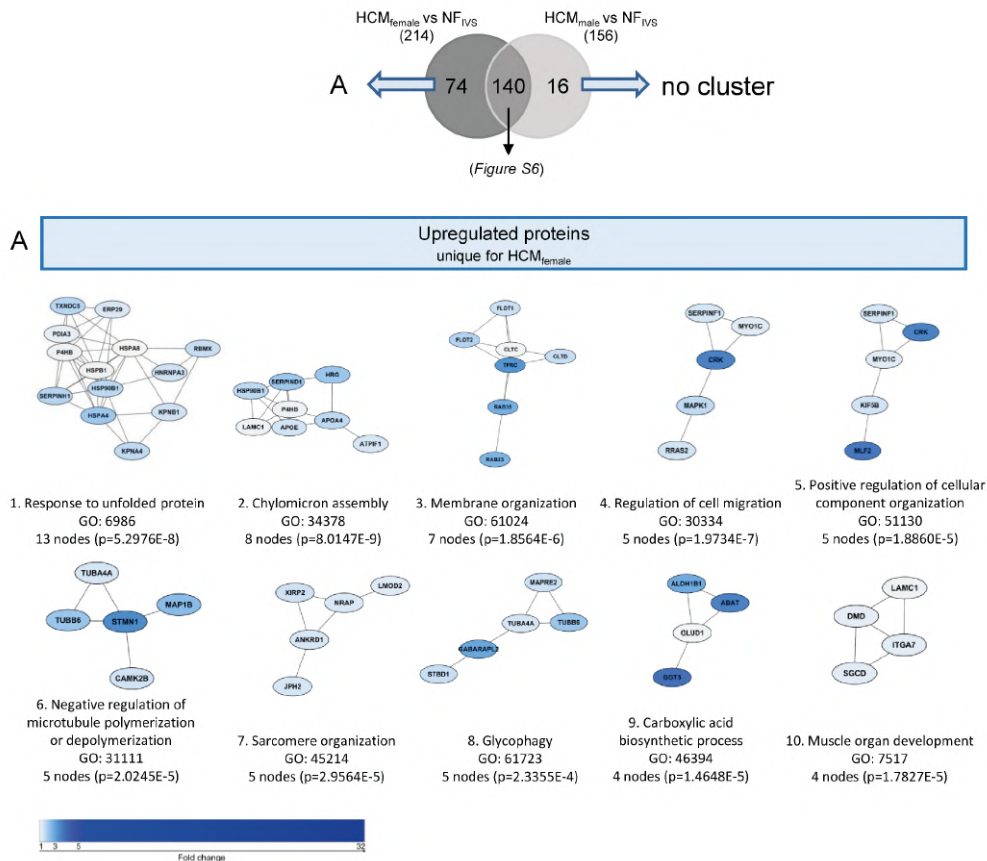 HCMfemale vs NFIVS
(214)
HCMmale vs NFIVS
(156)
A
74
140
16
no cluster
(Figure S6)
A
Upregulated proteins
unique for HCMfemale
TXNDC5
ERP29
PDIA3
P4HB
HSPA8
RBMX
HSPB1
HNRNPA3
SERPINH1
HSP90B1
HSPA4
KPNB1
KPNA4
1. Response to unfolded protein
GO: 6986
13 nodes (p=5.2976E-8)
HSP90B1
SERPIND1
HRG
P4HB
LAMC1
APOE
APOA4
ATPIF1
2. Chylomicron assembly
GO: 34378
8 nodes (p=8.0147E-9)
FLOT1
FLOT2
CLTC
CLTB
TFRC
RAB35
RAB23
3. Membrane organization
GO: 61024
7 nodes (p=1.8564E-6)
SERPINF1
MYO1C
CRK
MAPK1
RRAS2
4. Regulation of cell migration
GO: 30334
5 nodes (p=1.9734E-7)
SERPINF1
CRK
MYO1C
KIF5B
MLF2
5. Positive regulation of cellular
component organization
GO: 51130
5 nodes (p=1.8860E-5)
TUBA4A
MAP1B
TUBB6
STMN1
CAMK2B
6. Negative regulation of
microtubule polymerization
or depolymerization
GO: 31111
5 nodes (p=2.0245E-5)
XIRP2
LMOD2
NRAP
ANKRD1
JPH2
7. Sarcomere organization
GO: 45214
5 nodes (p=2.9564E-5)
MAPRE2
TUBA4A
TUBB6
GABARAPL2
STBD1
8. Glycophagy
GO: 61723
5 nodes (p=2.3355E-4)
ALDH1B1
ABAT
GLUD1
9. Carboxylic acid
biosynthetic process
GO: 46394
4 nodes (p=1.4648E-5)
LAMC1
DMD
ITGA7
SGCD
10. Muscle organ development
GO: 7517
4 nodes (p=1.7827E-5)
1 3 5 32
Fold change